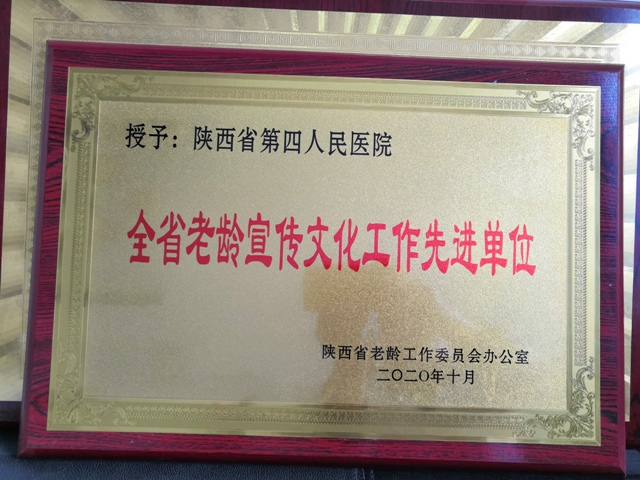 授予：陕西省第四人民医院
全省老龄宣传文化工作先进单位
陕西省老龄工作委员会办公室
二〇二〇年十月